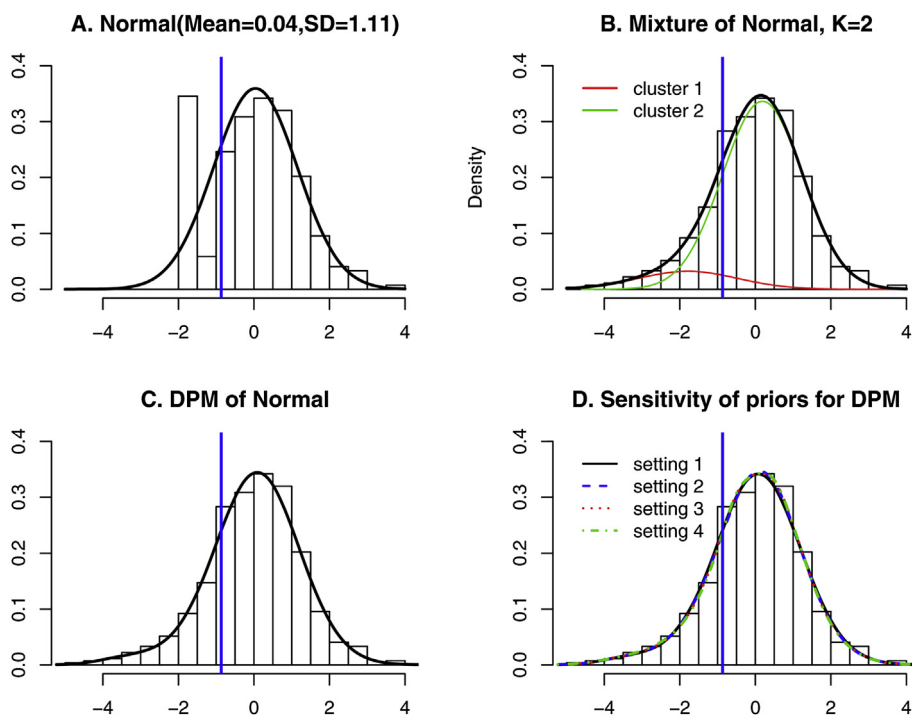 A. Normal(Mean=0.04,SD=1.11)
0.0 0.1 0.2 0.3 0.4
−4 −2 0 2 4
B. Mixture of Normal, K=2
Density
0.0 0.1 0.2 0.3 0.4
cluster 1
cluster 2
−4 −2 0 2 4
C. DPM of Normal
0.0 0.1 0.2 0.3 0.4
−4 −2 0 2 4
D. Sensitivity of priors for DPM
0.0 0.1 0.2 0.3 0.4
setting 1
setting 2
setting 3
setting 4
−4 −2 0 2 4